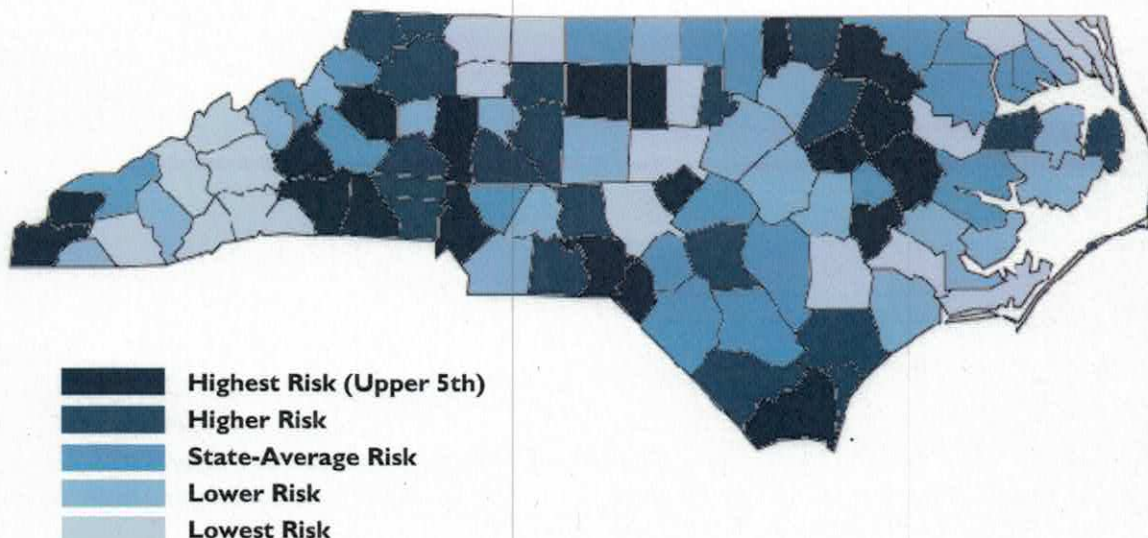 Highest Risk (Upper 5th)
Higher Risk
State-Average Risk
Lower Risk
Lowest Risk